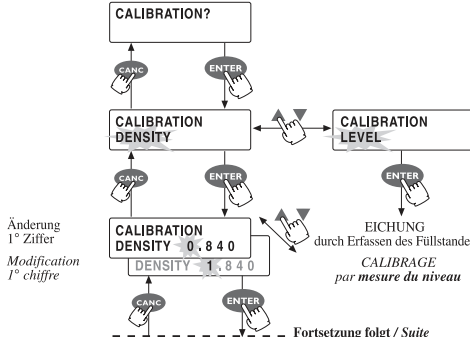 CALIBRATION?
CANC
ENTER
CALIBRATION
DENSITY
CALIBRATION
LEVEL
CANC
ENTER
ENTER
Änderung
1° Ziffer
Modification
1° chiffre
CALIBRATION
DENSITY 0.840
DENSITY 1.840
EICHUNG
durch Erfassen des Füllstandes
CALIBRAGE
par mesure du niveau
CANC
ENTER
Fortsetzung folgt / Suite